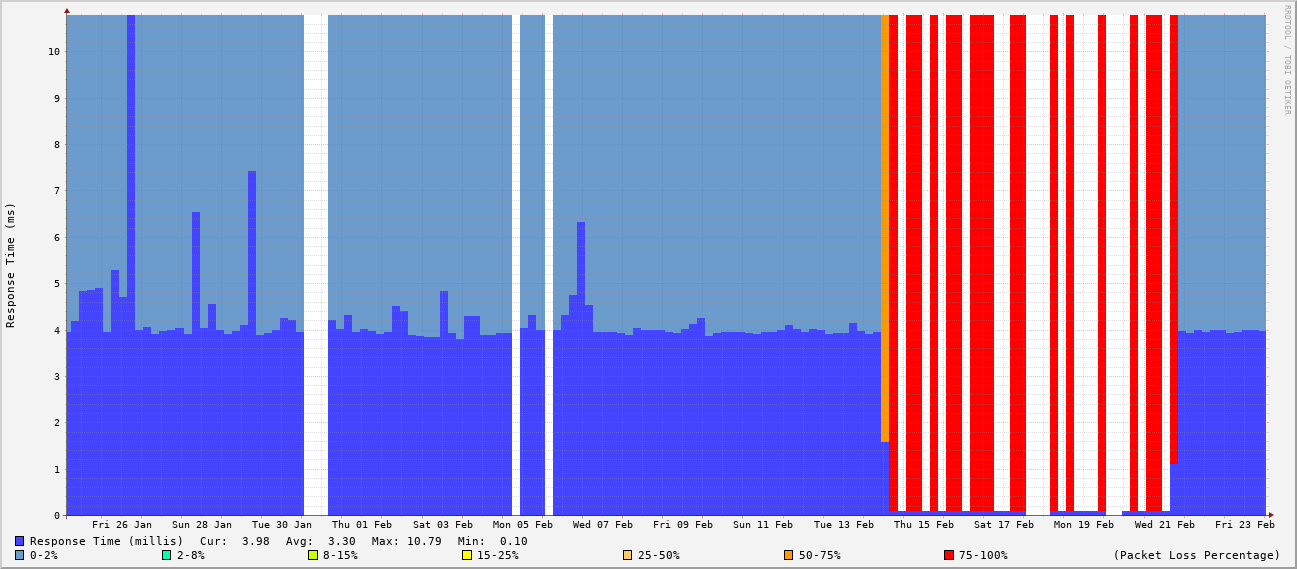 RRDTOOL / TOBI OETIKER
Response Time (ms)
10
9
8
7
6
5
4
3
2
1
0
Fri 26 Jan Sun 28 Jan Tue 30 Jan Thu 01 Feb Sat 03 Feb Mon 05 Feb Wed 07 Feb Fri 09 Feb Sun 11 Feb Tue 13 Feb Thu 15 Feb Sat 17 Feb Mon 19 Feb Wed 21 Feb Fri 23 Feb
Response Time (millis) Cur: 3.98 Avg: 3.30 Max: 10.79 Min: 0.10
0-2% 2-8% 8-15% 15-25% 25-50% 50-75% 75-100% (Packet Loss Percentage)